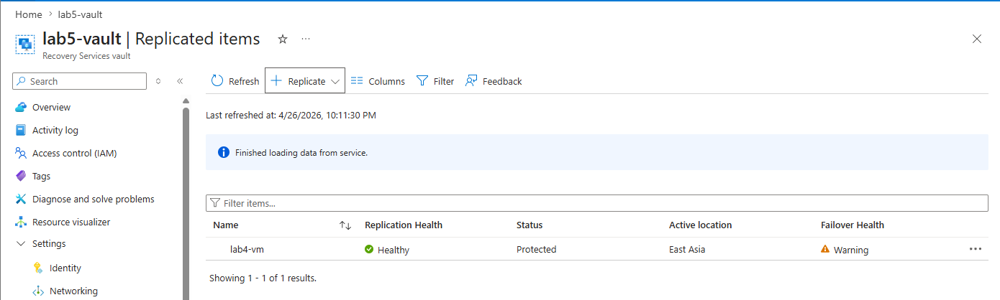 Home > lab5-vault
lab5-vault | Replicated items
Recovery Services vault
Search
Refresh Replicate Columns Filter Feedback
Overview
Activity log
Access control (IAM)
Tags
Diagnose and solve problems
Resource visualizer
Settings
Identity
Networking
Last refreshed at: 4/26/2026, 10:11:30 PM
Finished loading data from service.
Filter items...
Name Replication Health Status Active location Failover Health
lab4-vm Healthy Protected East Asia Warning
Showing 1 - 1 of 1 results.